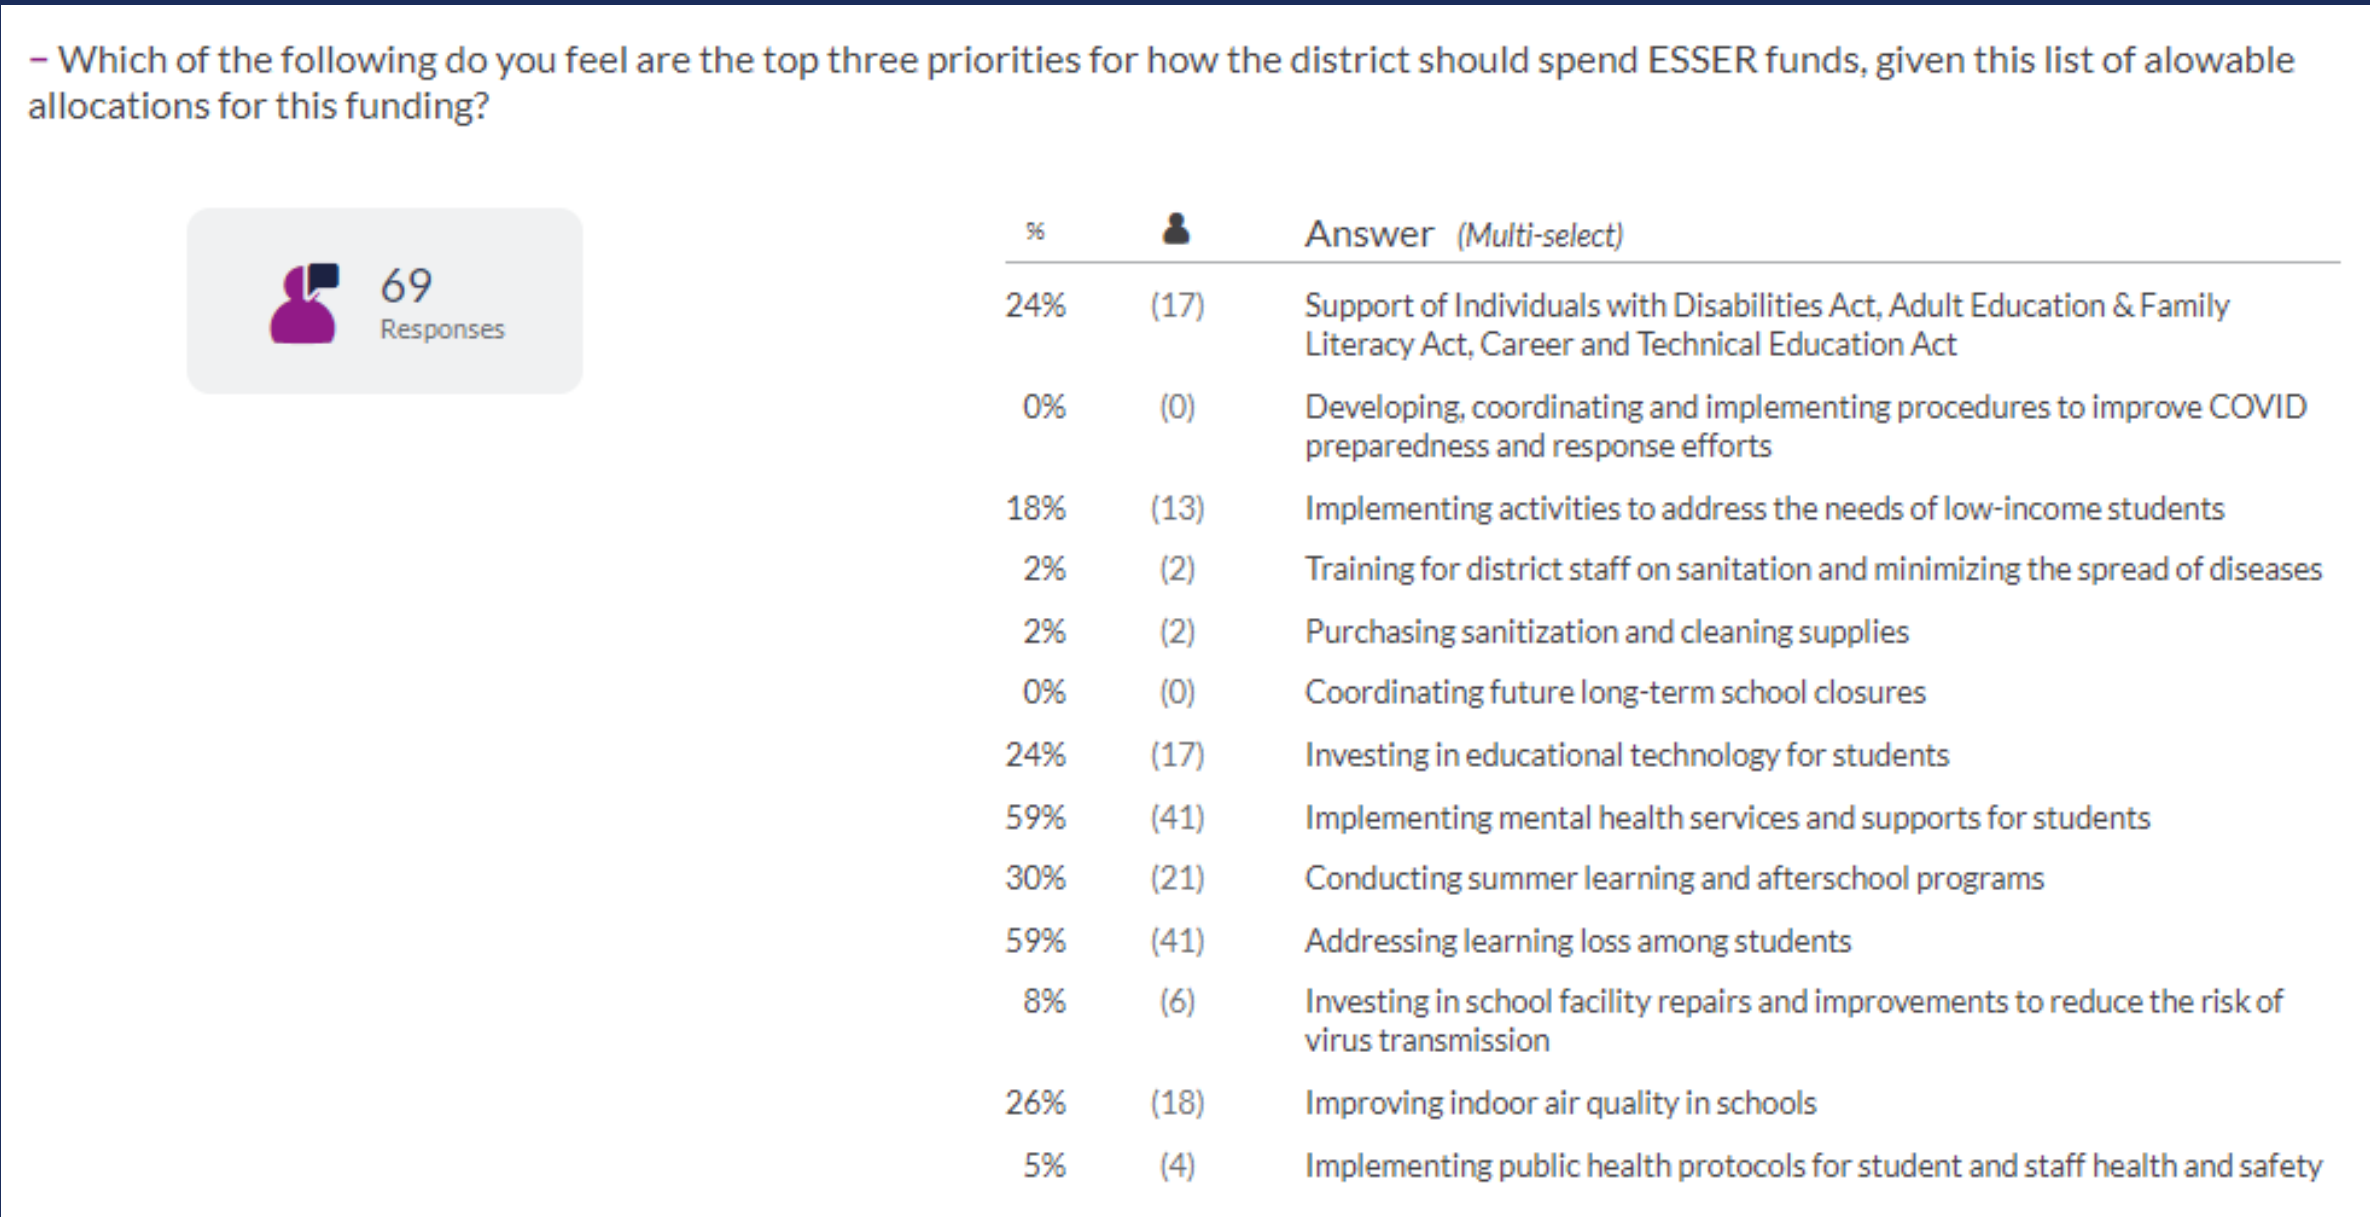 – Which of the following do you feel are the top three priorities for how the district should spend ESSER funds, given this list of alowable
allocations for this funding?
69
Responses
% Answer (Multi-select)
24% (17) Support of Individuals with Disabilities Act, Adult Education & Family
Literacy Act, Career and Technical Education Act
0% (0) Developing, coordinating and implementing procedures to improve COVID
preparedness and response efforts
18% (13) Implementing activities to address the needs of low-income students
2% (2) Training for district staff on sanitation and minimizing the spread of diseases
2% (2) Purchasing sanitization and cleaning supplies
0% (0) Coordinating future long-term school closures
24% (17) Investing in educational technology for students
59% (41) Implementing mental health services and supports for students
30% (21) Conducting summer learning and afterschool programs
59% (41) Addressing learning loss among students
8% (6) Investing in school facility repairs and improvements to reduce the risk of
virus transmission
26% (18) Improving indoor air quality in schools
5% (4) Implementing public health protocols for student and staff health and safety